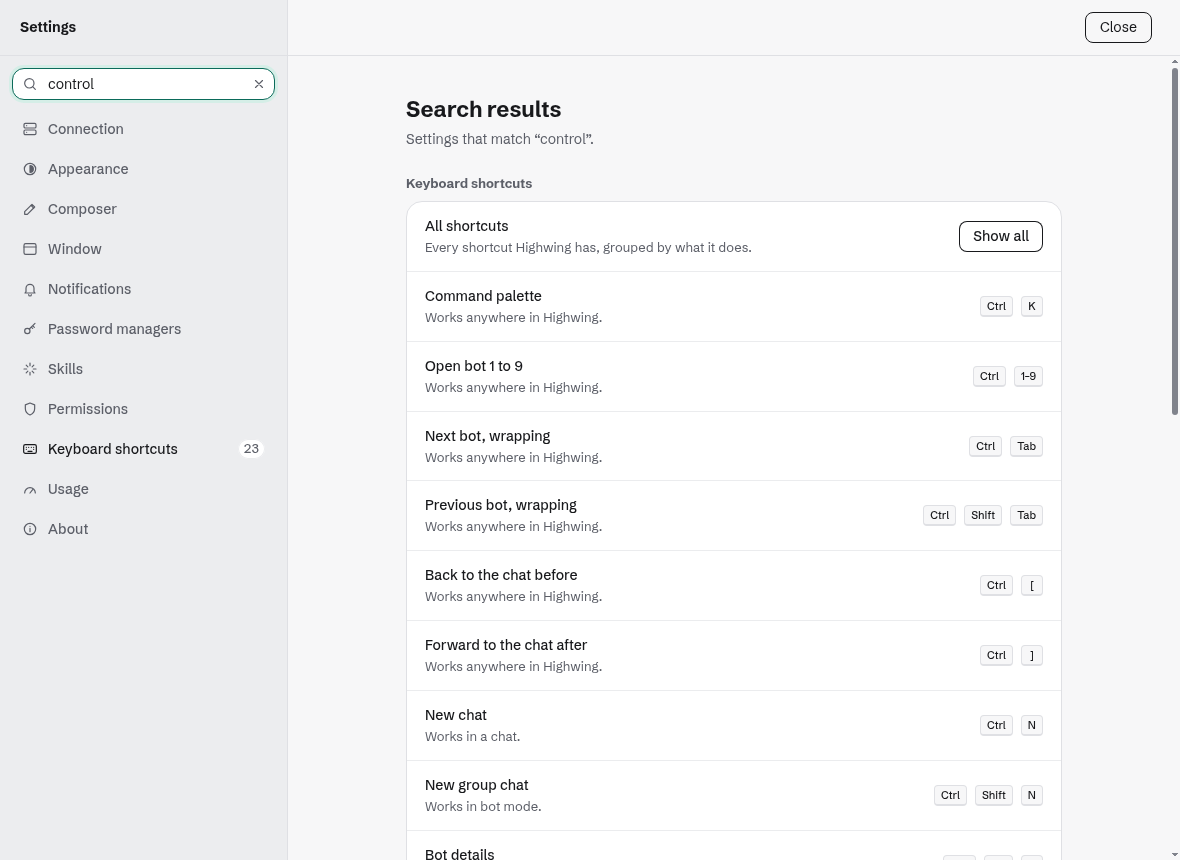 Settings
Close
control
Connection
Appearance
Composer
Window
Notifications
Password managers
Skills
Permissions
Keyboard shortcuts 23
Usage
About
Search results
Settings that match “control”.
Keyboard shortcuts
All shortcuts
Every shortcut Highwing has, grouped by what it does.
Show all
Command palette
Works anywhere in Highwing.
Ctrl K
Open bot 1 to 9
Works anywhere in Highwing.
Ctrl 1–9
Next bot, wrapping
Works anywhere in Highwing.
Ctrl Tab
Previous bot, wrapping
Works anywhere in Highwing.
Ctrl Shift Tab
Back to the chat before
Works anywhere in Highwing.
Ctrl [
Forward to the chat after
Works anywhere in Highwing.
Ctrl ]
New chat
Works in a chat.
Ctrl N
New group chat
Works in bot mode.
Ctrl Shift N
Bot details